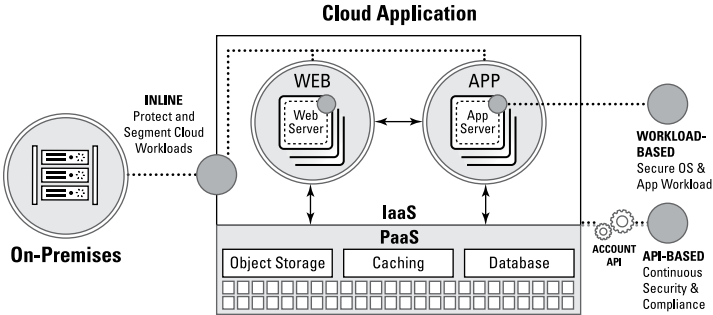 Cloud Application
INLINE
Protect and
Segment Cloud
Workloads
On-Premises
WEB
Web
Server
APP
App
Server
IaaS
PaaS
Object Storage
Caching
Database
WORKLOAD-
BASED
Secure OS &
App Workload
ACCOUNT
API
API-BASED
Continuous
Security &
Compliance